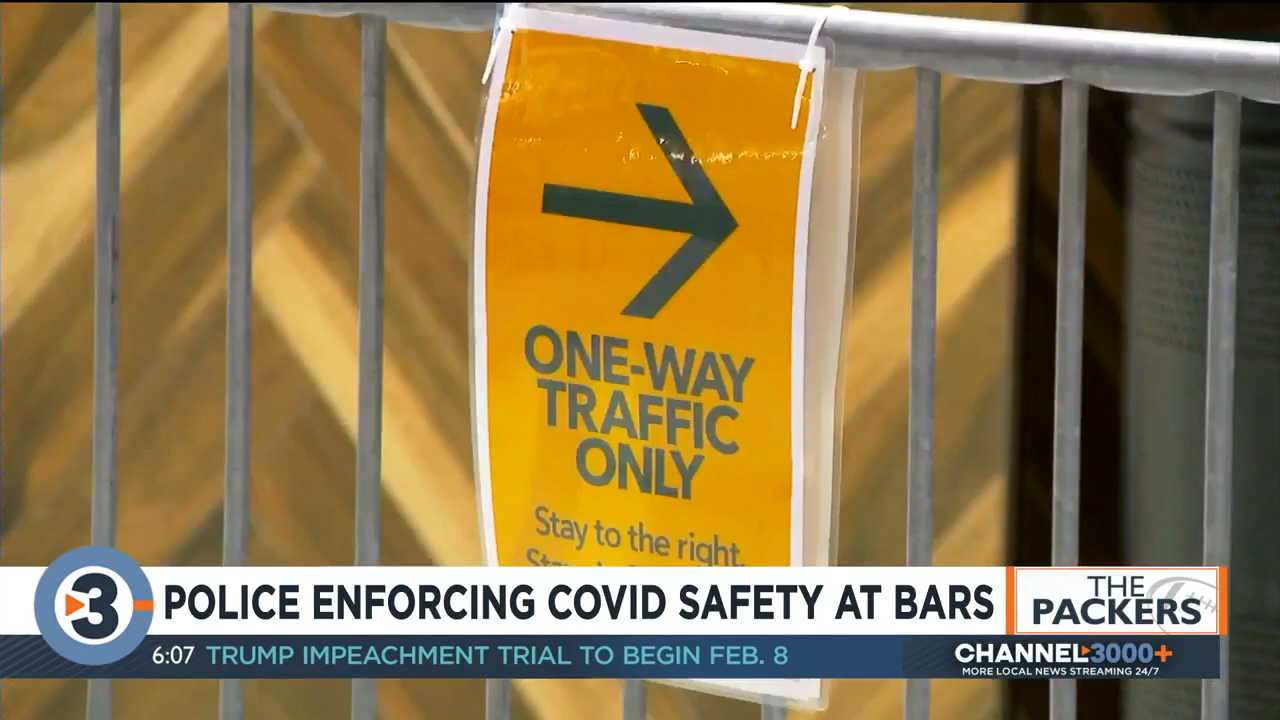 ONE-WAY
TRAFFIC
ONLY
Stay to the right.
3
POLICE ENFORCING COVID SAFETY AT BARS
THE
PACKERS
6:07 TRUMP IMPEACHMENT TRIAL TO BEGIN FEB. 8
CHANNEL3000+
MORE LOCAL NEWS STREAMING 24/7